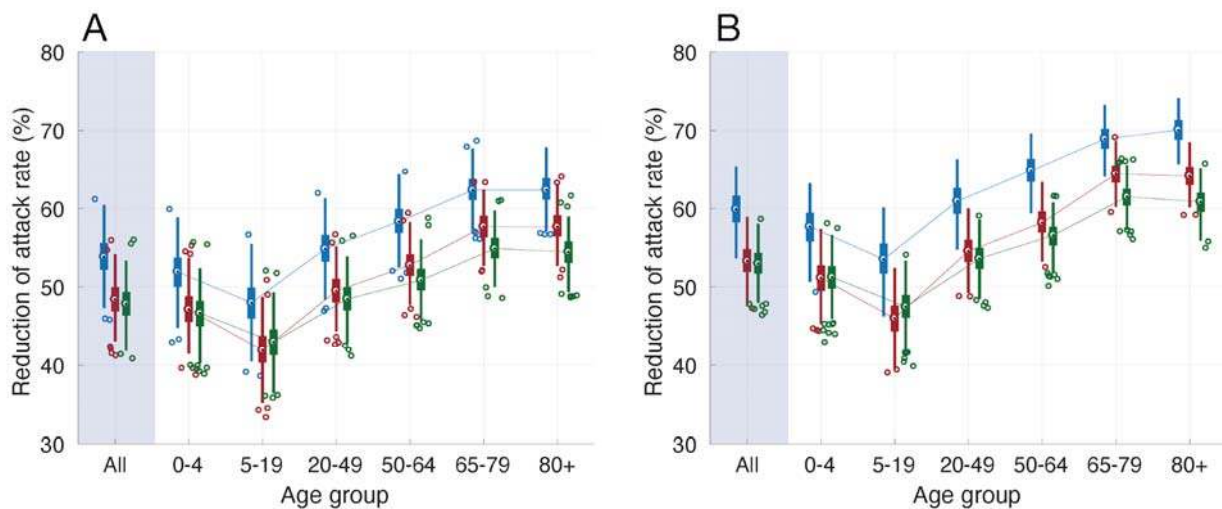 A
80
70
60
50
40
30
Reduction of attack rate (%)
All 0-4 5-19 20-49 50-64 65-79 80+
Age group
B
80
70
60
50
40
30
Reduction of attack rate (%)
All 0-4 5-19 20-49 50-64 65-79 80+
Age group